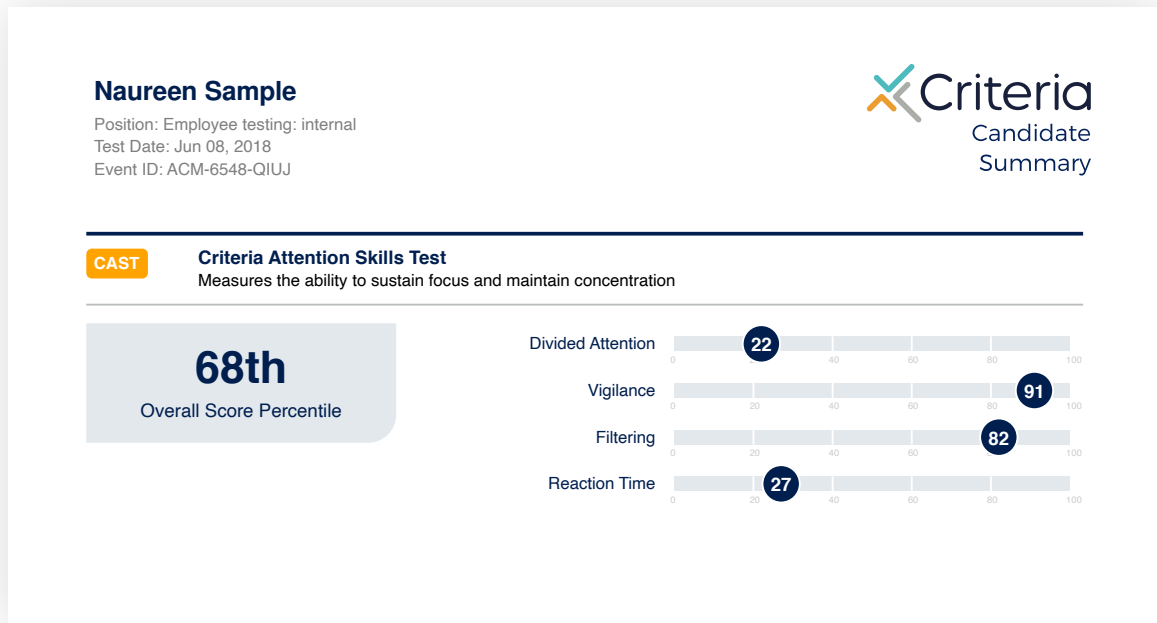 Naureen Sample
Position: Employee testing: internal
Test Date: Jun 08, 2018
Event ID: ACM-6548-QIUJ
Criteria
Candidate
Summary
CAST
Criteria Attention Skills Test
Measures the ability to sustain focus and maintain concentration
68th
Overall Score Percentile
Divided Attention 22
0 40 60 80 100
Vigilance 91
0 20 40 60 80 100
Filtering 82
0 20 40 60 100
Reaction Time 27
0 20 40 60 80 100